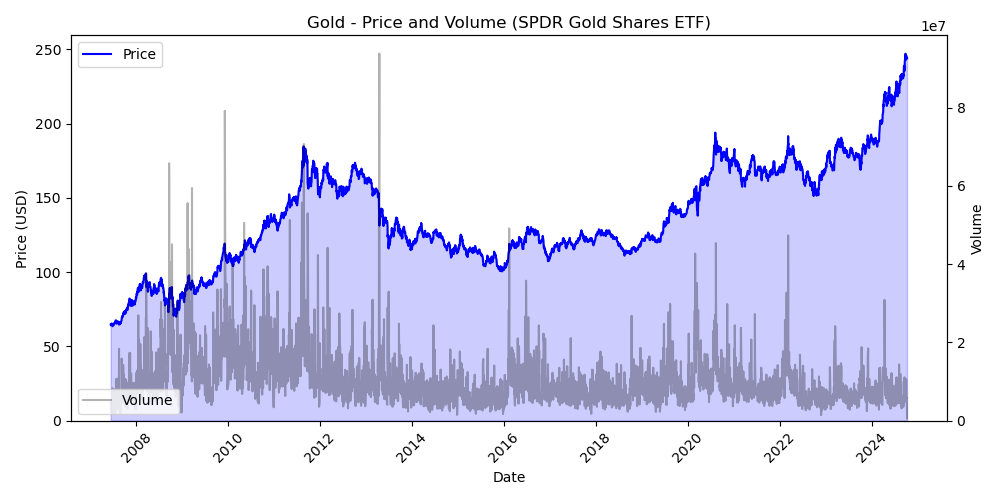 Gold - Price and Volume (SPDR Gold Shares ETF)
1e7
Price
Volume
250
200
150
100
50
0
Price (USD)
8
6
4
2
0
Volume
2008
2010
2012
2014
2016
2018
2020
2022
2024
Date